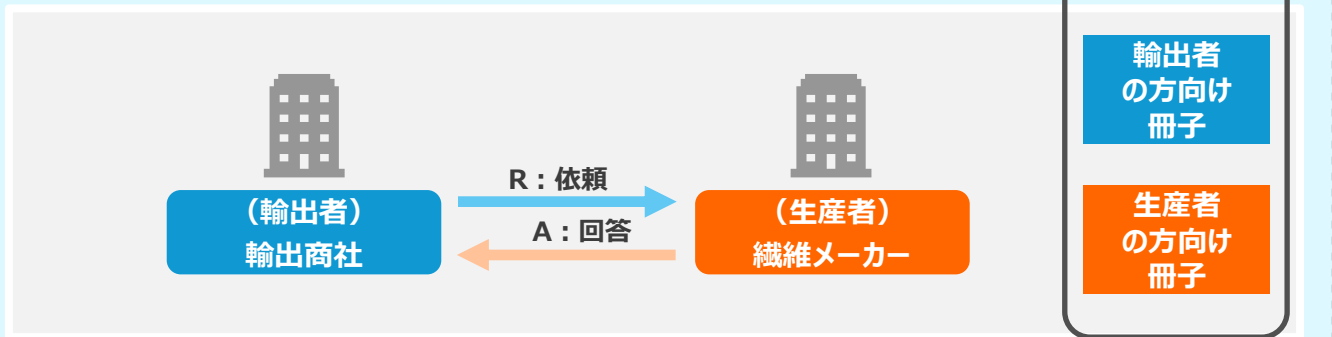 R：依頼
（輸出者）
輸出商社
A：回答
（生産者）
繊維メーカー
輸出者
の方向け
冊子
生産者
の方向け
冊子